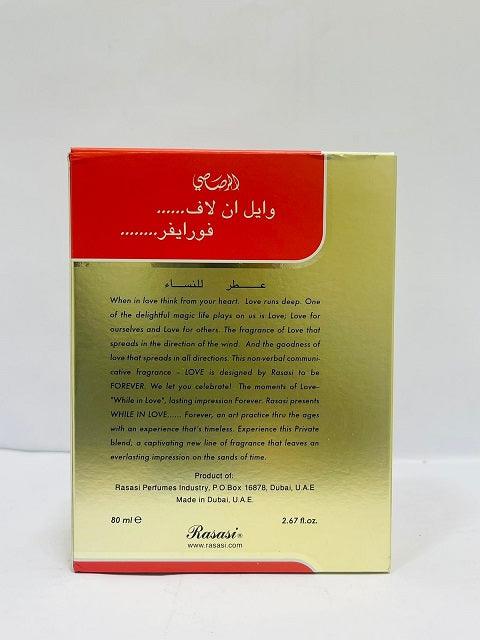 الرصاصي
وايل ان لاف......
فورايفر........
عطر للنساء
When in love think from your heart. Love runs deep. One
of the delightful magic life plays on us is Love; Love for
ourselves and Love for others. The fragrance of Love that
spreads in the direction of the wind. And the goodness of
love that spreads in all directions. This non-verbal communi-
cative fragrance - LOVE is designed by Rasasi to be
FOREVER. We let you celebrate! The moments of Love-
"While in Love", lasting impression Forever. Rasasi presents
WHILE IN LOVE...... Forever, an art practice thru the ages
with an experience that's timeless. Experience this Private
blend, a captivating new line of fragrance that leaves an
everlasting impression on the sands of time.
Product of:
Rasasi Perfumes Industry, P.O.Box 16878, Dubai, U.A.E
Made in Dubai, U.A.E.
80 ml ℮ 2.67 fl.oz.
Rasasi®
www.rasasi.com